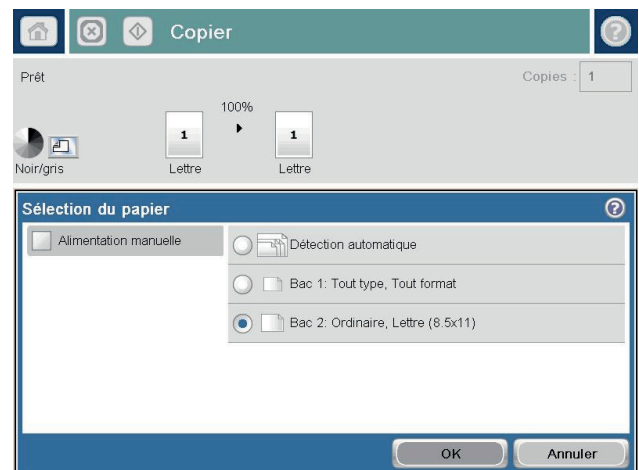 Copier
Prêt
Copies : 1
100%
1
1
Noir/gris
Lettre
Lettre
Sélection du papier
Alimentation manuelle
Détection automatique
Bac 1: Tout type, Tout format
Bac 2: Ordinaire, Lettre (8.5x11)
OK
Annuler